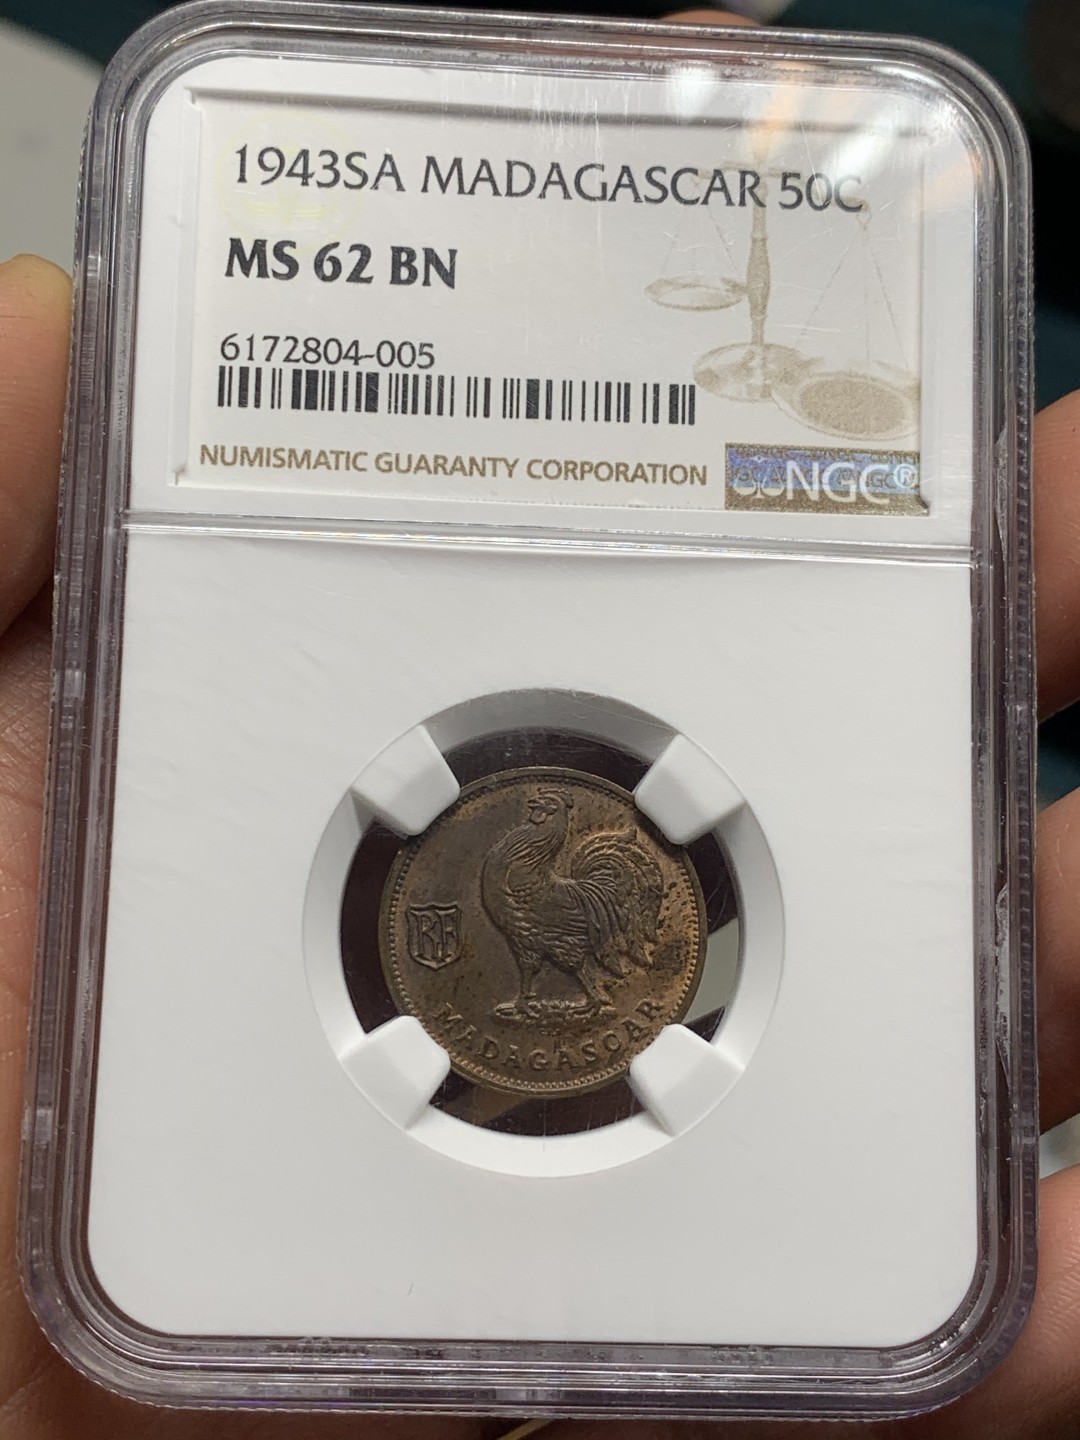 1943SA MADAGASCAR 50C
MS 62 BN
6172804-005
NUMISMATIC GUARANTY CORPORATION
NGC®
RF
MADAGASCAR